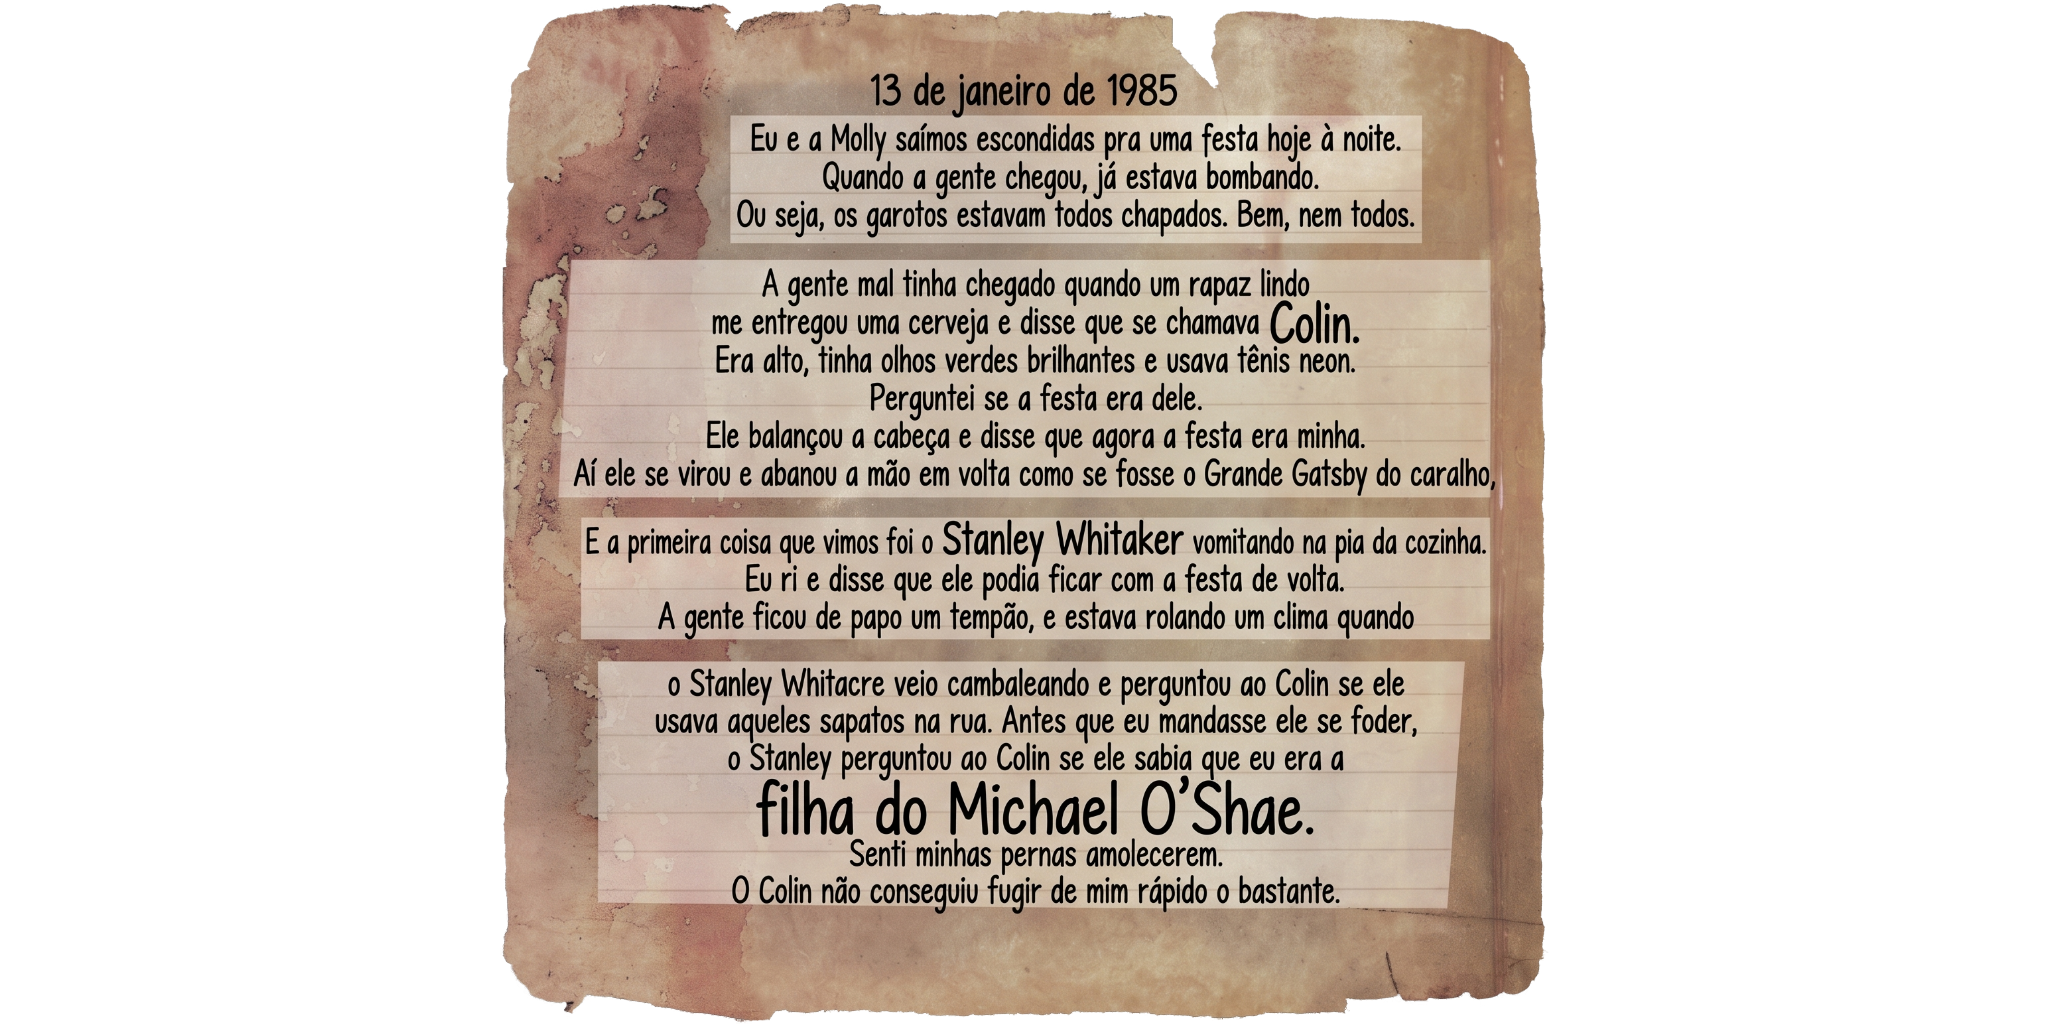 13 de janeiro de 1985
Eu e a Molly saímos escondidas pra uma festa hoje à noite.
Quando a gente chegou, já estava bombando.
Ou seja, os garotos estavam todos chapados. Bem, nem todos.
A gente mal tinha chegado quando um rapaz lindo
me entregou uma cerveja e disse que se chamava Colin.
Era alto, tinha olhos verdes brilhantes e usava tênis neon.
Perguntei se a festa era dele.
Ele balançou a cabeça e disse que agora a festa era minha.
Aí ele se virou e abanou a mão em volta como se fosse o Grande Gatsby do caralho,
E a primeira coisa que vimos foi o Stanley Whitaker vomitando na pia da cozinha.
Eu ri e disse que ele podia ficar com a festa de volta.
A gente ficou de papo um tempão, e estava rolando um clima quando
o Stanley Whitacre veio cambaleando e perguntou ao Colin se ele
usava aqueles sapatos na rua. Antes que eu mandasse ele se foder,
o Stanley perguntou ao Colin se ele sabia que eu era a
filha do Michael O'Shae.
Senti minhas pernas amolecerem.
O Colin não conseguiu fugir de mim rápido o bastante.